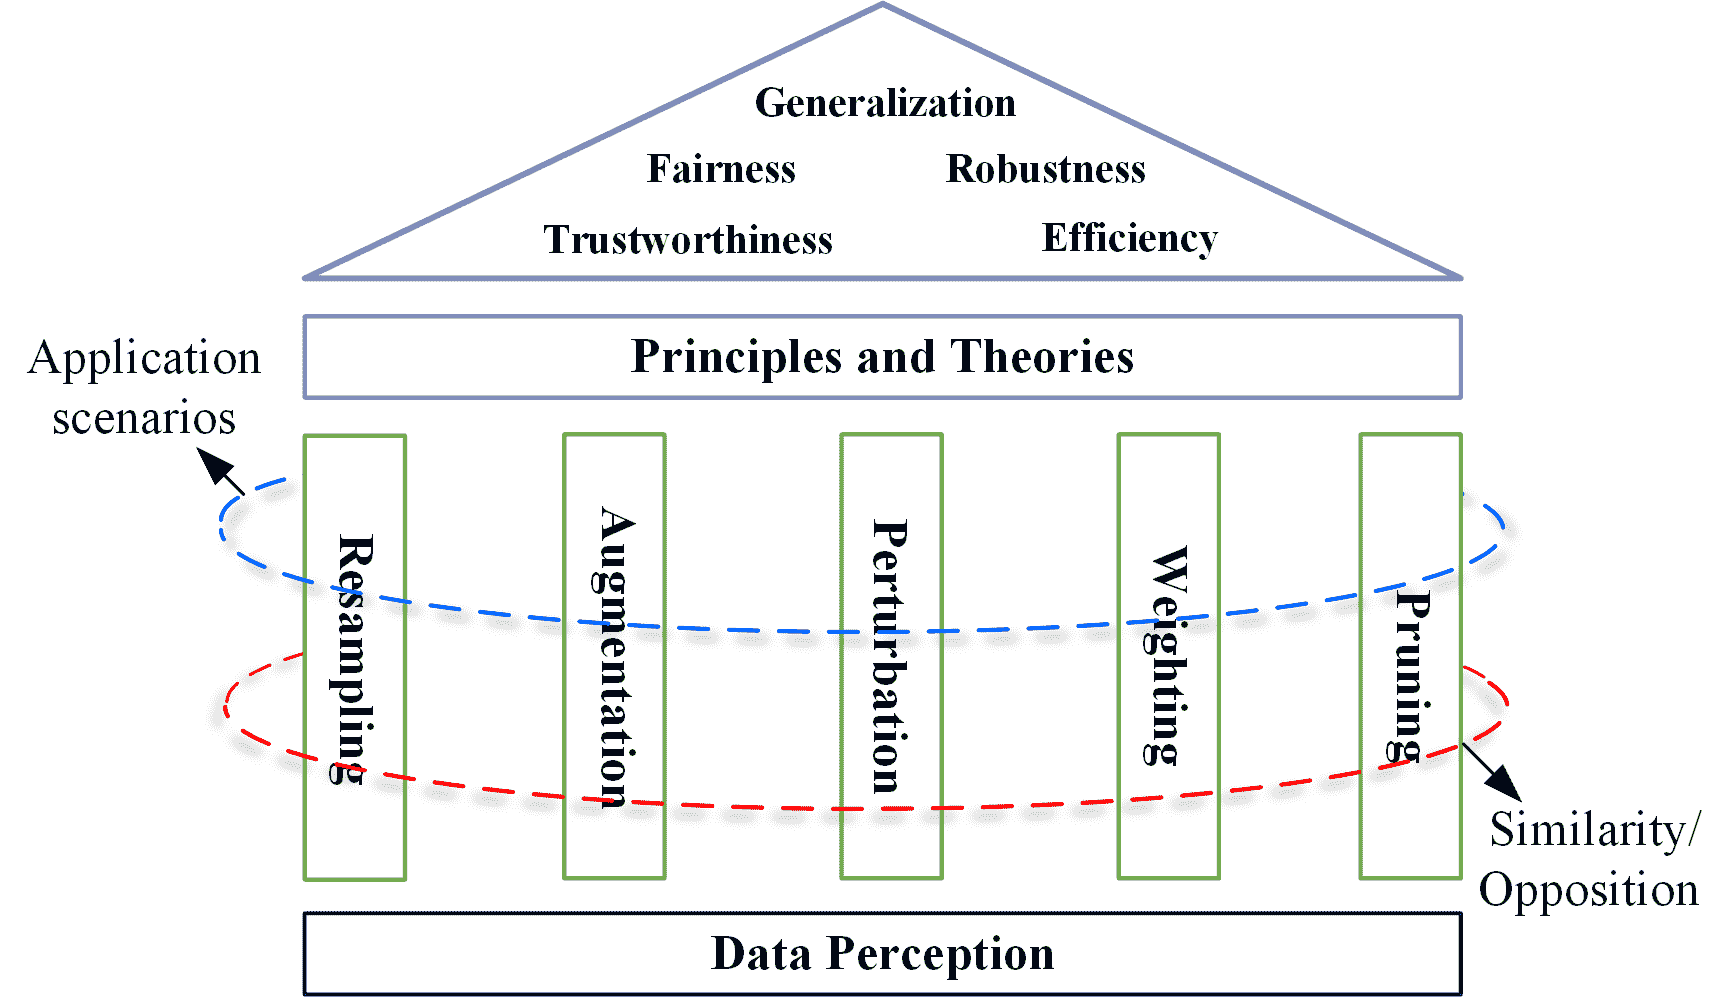 Generalization
Fairness
Robustness
Trustworthiness
Efficiency
Principles and Theories
Application
scenarios
Resampling
Augmentation
Perturbation
Weighting
Pruning
Similarity/
Opposition
Data Perception